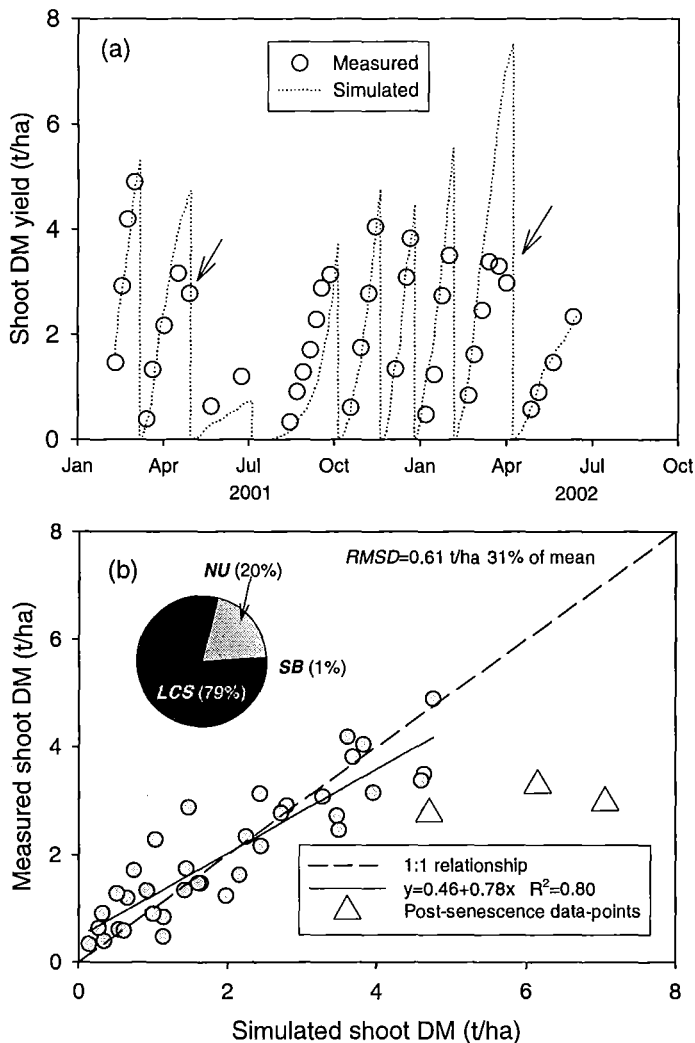 8
(a)
Measured
Simulated
6
4
2
0
Shoot DM yield (t/ha)
Jan Apr Jul Oct Jan Apr Jul Oct
2001 2002
8
(b)
RMSD=0.61 t/ha 31% of mean
NU (20%)
SB (1%)
LCS (79%)
6
4
2
0
Measured shoot DM (t/ha)
1:1 relationship
y=0.46+0.78x R²=0.80
Post-senescence data-points
0 2 4 6 8
Simulated shoot DM (t/ha)